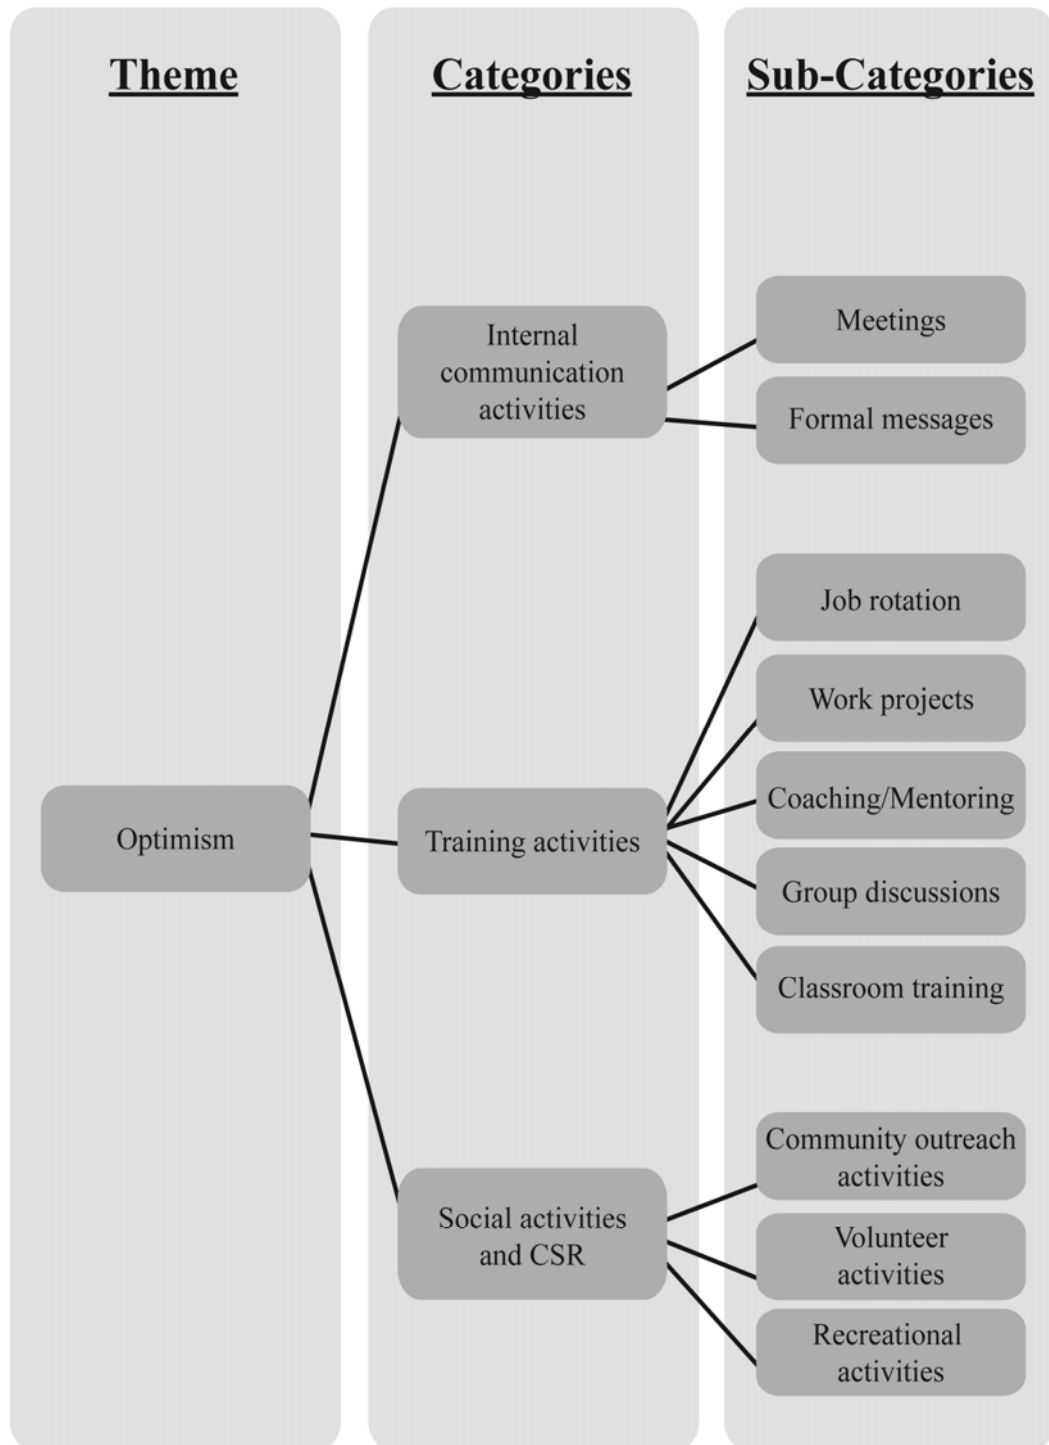 Theme
Categories
Sub-Categories
Optimism
Internal
communication
activities
Training activities
Social activities
and CSR
Meetings
Formal messages
Job rotation
Work projects
Coaching/Mentoring
Group discussions
Classroom training
Community outreach
activities
Volunteer
activities
Recreational
activities